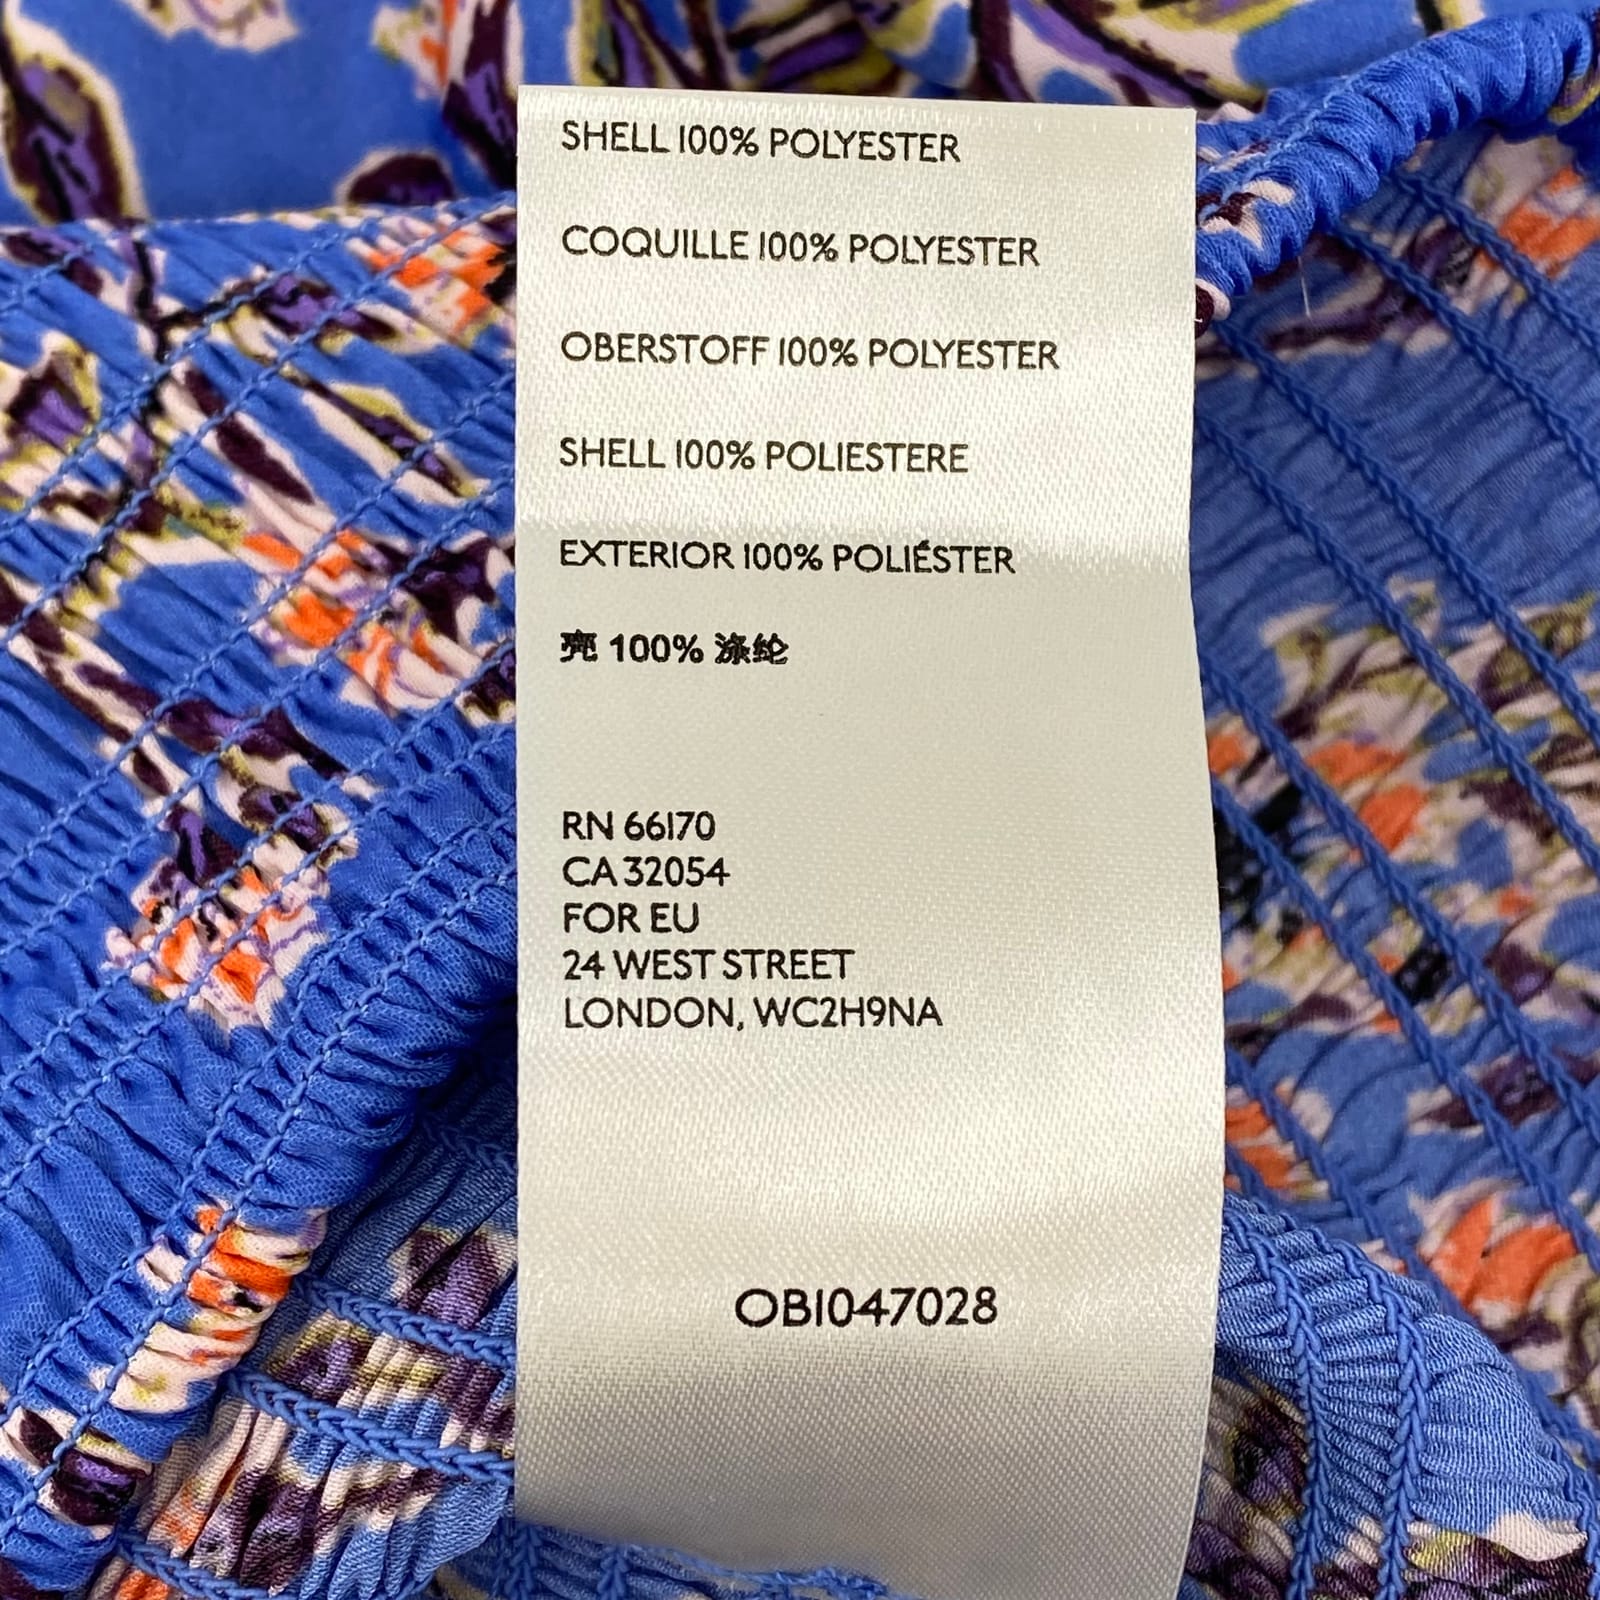 SHELL 100% POLYESTER
COQUILLE 100% POLYESTER
OBERSTOFF 100% POLYESTER
SHELL 100% POLIESTERE
EXTERIOR 100% POLIÉSTER
壳 100% 涤纶
RN 66170
CA 32054
FOR EU
24 WEST STREET
LONDON, WC2H9NA
OB1047028